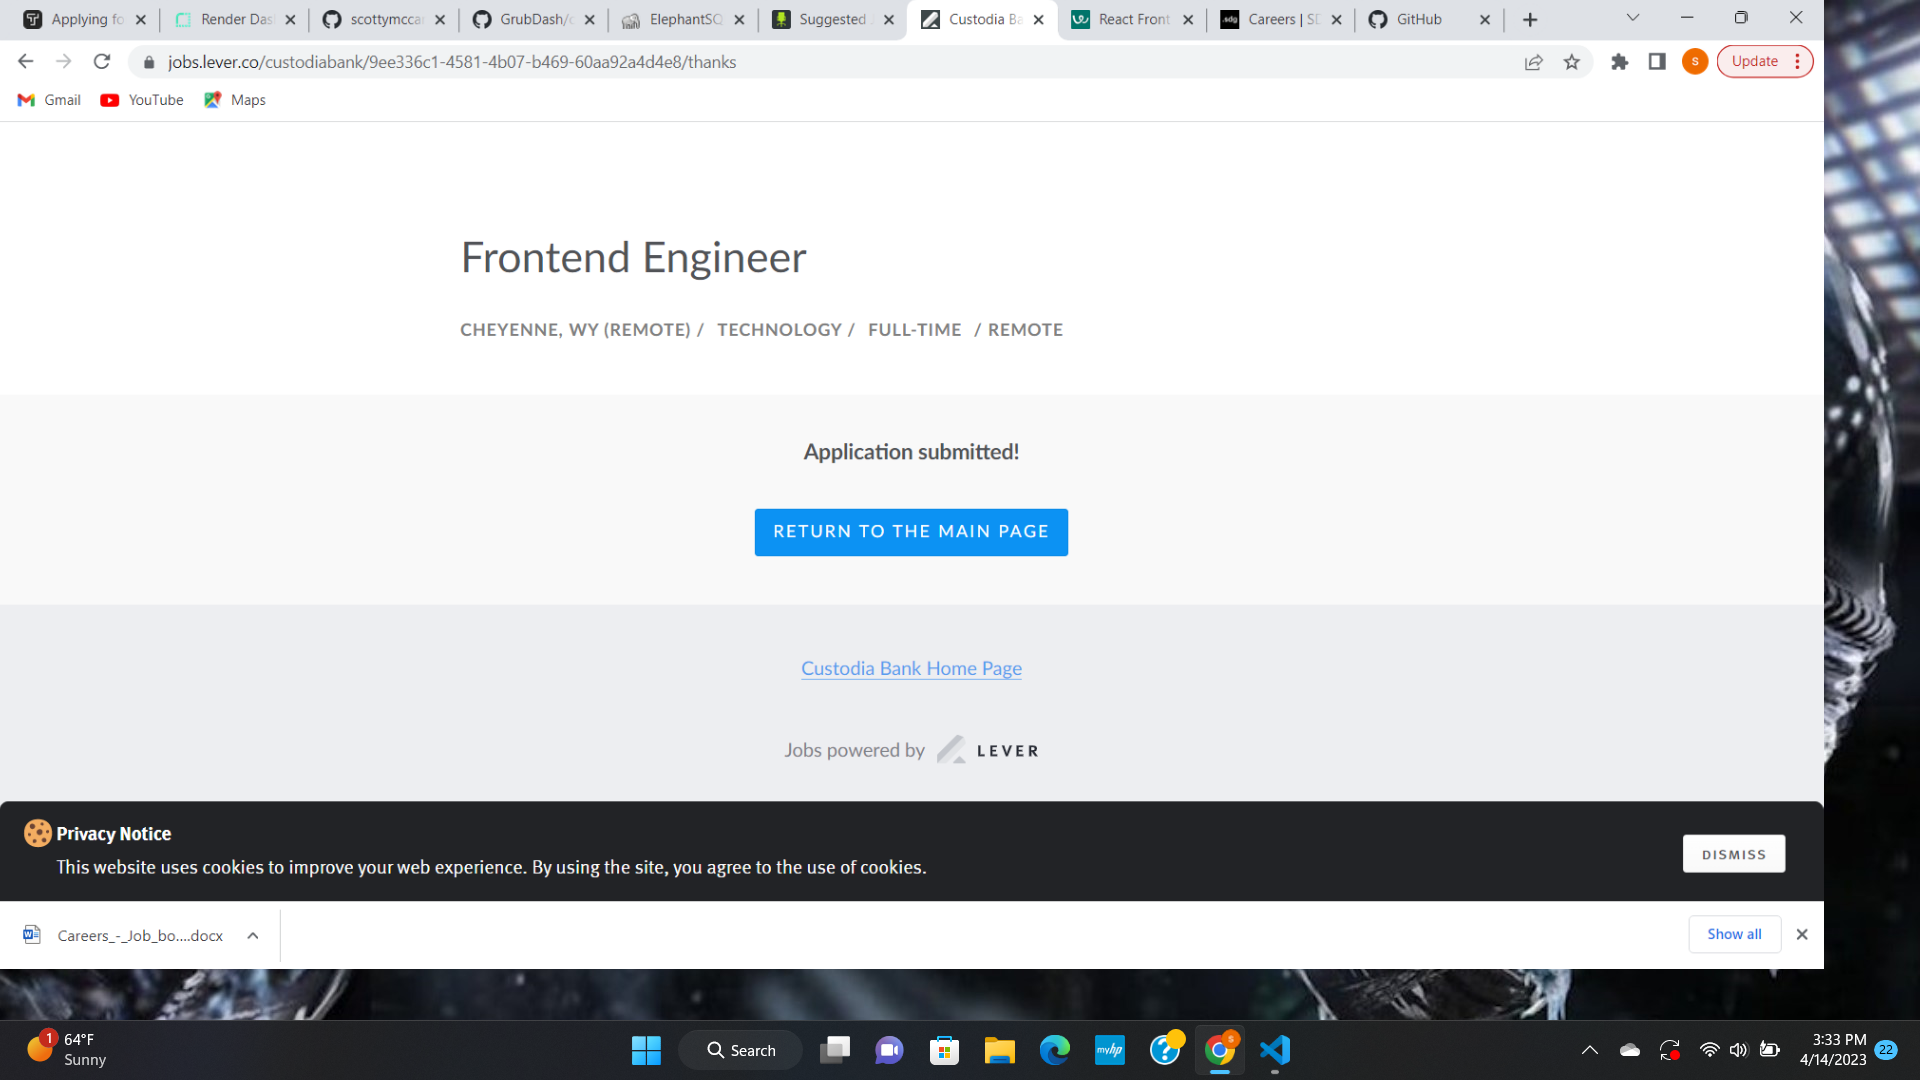 Applying fo
Render Das
scottymccar
GrubDash/c
ElephantSQ
Suggested J
Custodia Ba
React Front
Careers | SD
GitHub
jobs.lever.co/custodiabank/9ee336c1-4581-4b07-b469-60aa92a4d4e8/thanks
S
Update
Gmail
YouTube
Maps
Frontend Engineer
CHEYENNE, WY (REMOTE) / TECHNOLOGY / FULL-TIME / REMOTE
Application submitted!
RETURN TO THE MAIN PAGE
Custodia Bank Home Page
Jobs powered by LEVER
Privacy Notice
This website uses cookies to improve your web experience. By using the site, you agree to the use of cookies.
DISMISS
Careers_-_Job_bo....docx
Show all
1
64°F
Sunny
Search
myhp
S
3:33 PM
4/14/2023
22